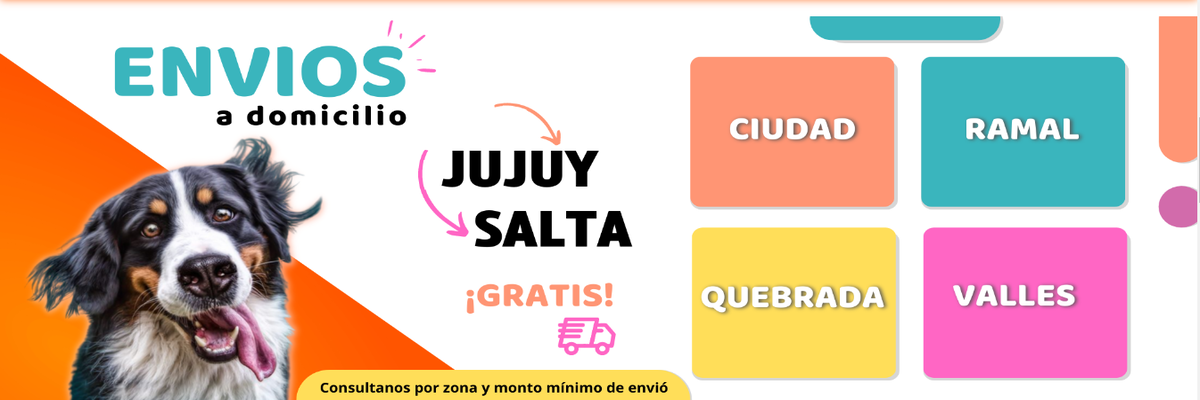 ENVIOS
a domicilio
JUJUY
SALTA
¡GRATIS!
Consultanos por zona y monto mínimo de envió
CIUDAD
RAMAL
QUEBRADA
VALLES